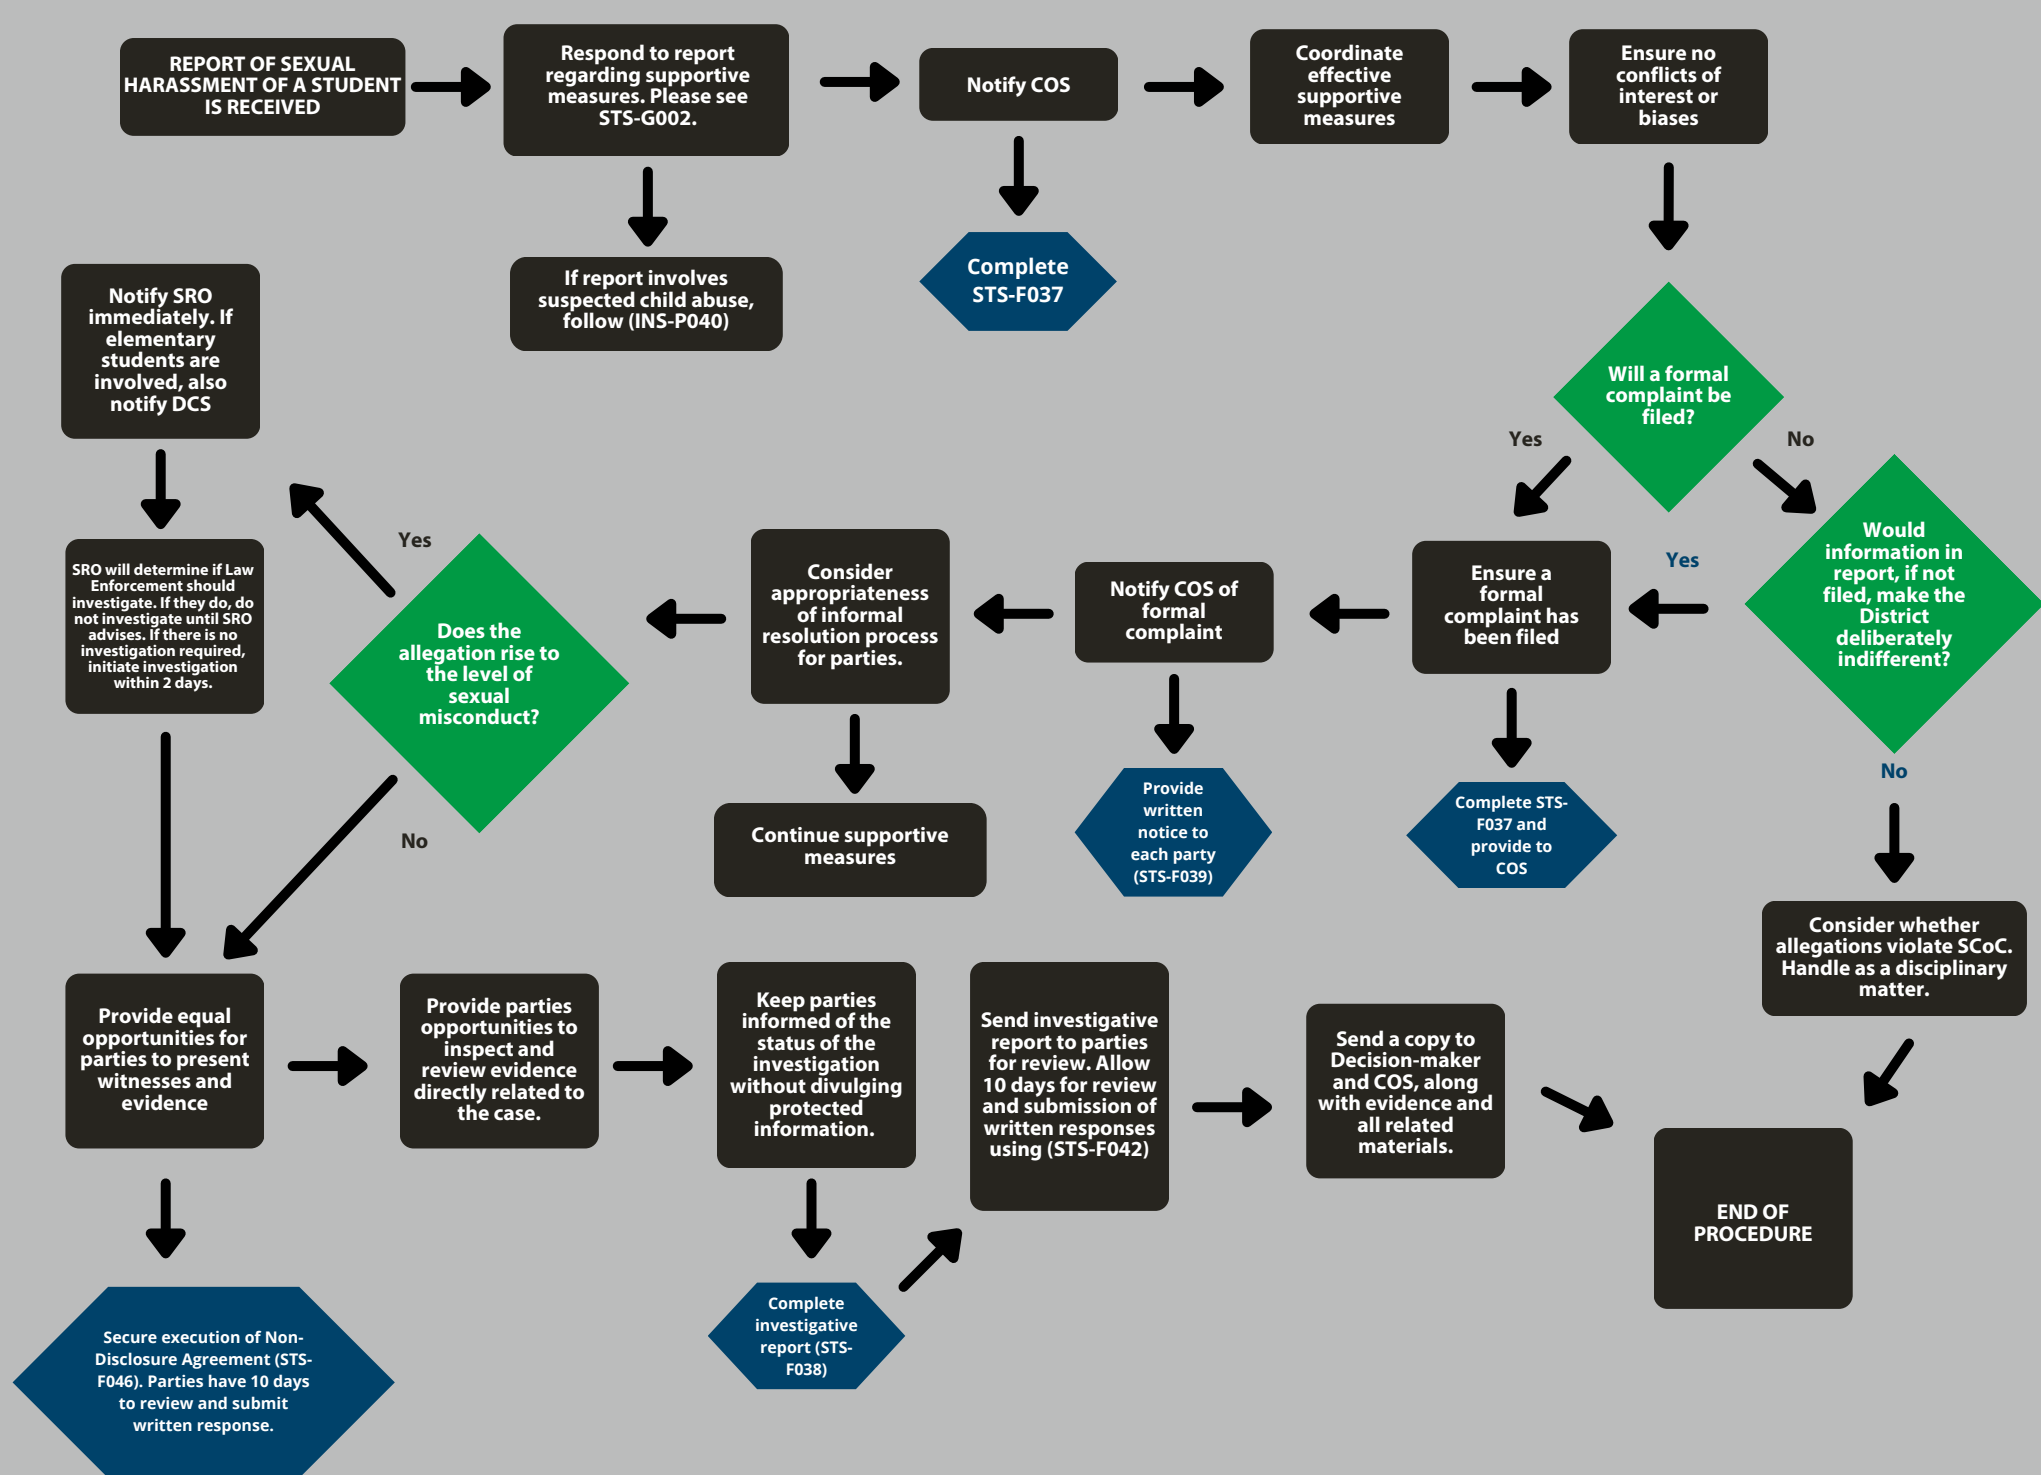 REPORT OF SEXUAL
HARASSMENT OF A STUDENT
IS RECEIVED
Respond to report
regarding supportive
measures. Please see
STS-G002.
Notify COS
Coordinate
effective
supportive
measures
Ensure no
conflicts of
interest or
biases
If report involves
suspected child abuse,
follow (INS-P040)
Complete
STS-F037
Will a formal
complaint be
filed?
Yes
No
Would
information in
report, if not
filed, make the
District
deliberately
indifferent?
Yes
No
Ensure a
formal
complaint has
been filed
Complete STS-
F037 and
provide to
COS
Notify COS of
formal
complaint
Provide
written
notice to
each party
(STS-F039)
Consider
appropriateness
of informal
resolution process
for parties.
Continue supportive
measures
Does the
allegation rise to
the level of
sexual
misconduct?
Yes
No
Notify SRO
immediately. If
elementary
students are
involved, also
notify DCS
SRO will determine if Law
Enforcement should
investigate. If they do, do
not investigate until SRO
advises. If there is no
investigation required,
initiate investigation
within 2 days.
Consider whether
allegations violate SCoC.
Handle as a disciplinary
matter.
Provide equal
opportunities for
parties to present
witnesses and
evidence
Secure execution of Non-
Disclosure Agreement (STS-
F046). Parties have 10 days
to review and submit
written response.
Provide parties
opportunities to
inspect and
review evidence
directly related to
the case.
Keep parties
informed of the
status of the
investigation
without divulging
protected
information.
Complete
investigative
report (STS-
F038)
Send investigative
report to parties
for review. Allow
10 days for review
and submission of
written responses
using (STS-F042)
Send a copy to
Decision-maker
and COS, along
with evidence and
all related
materials.
END OF
PROCEDURE